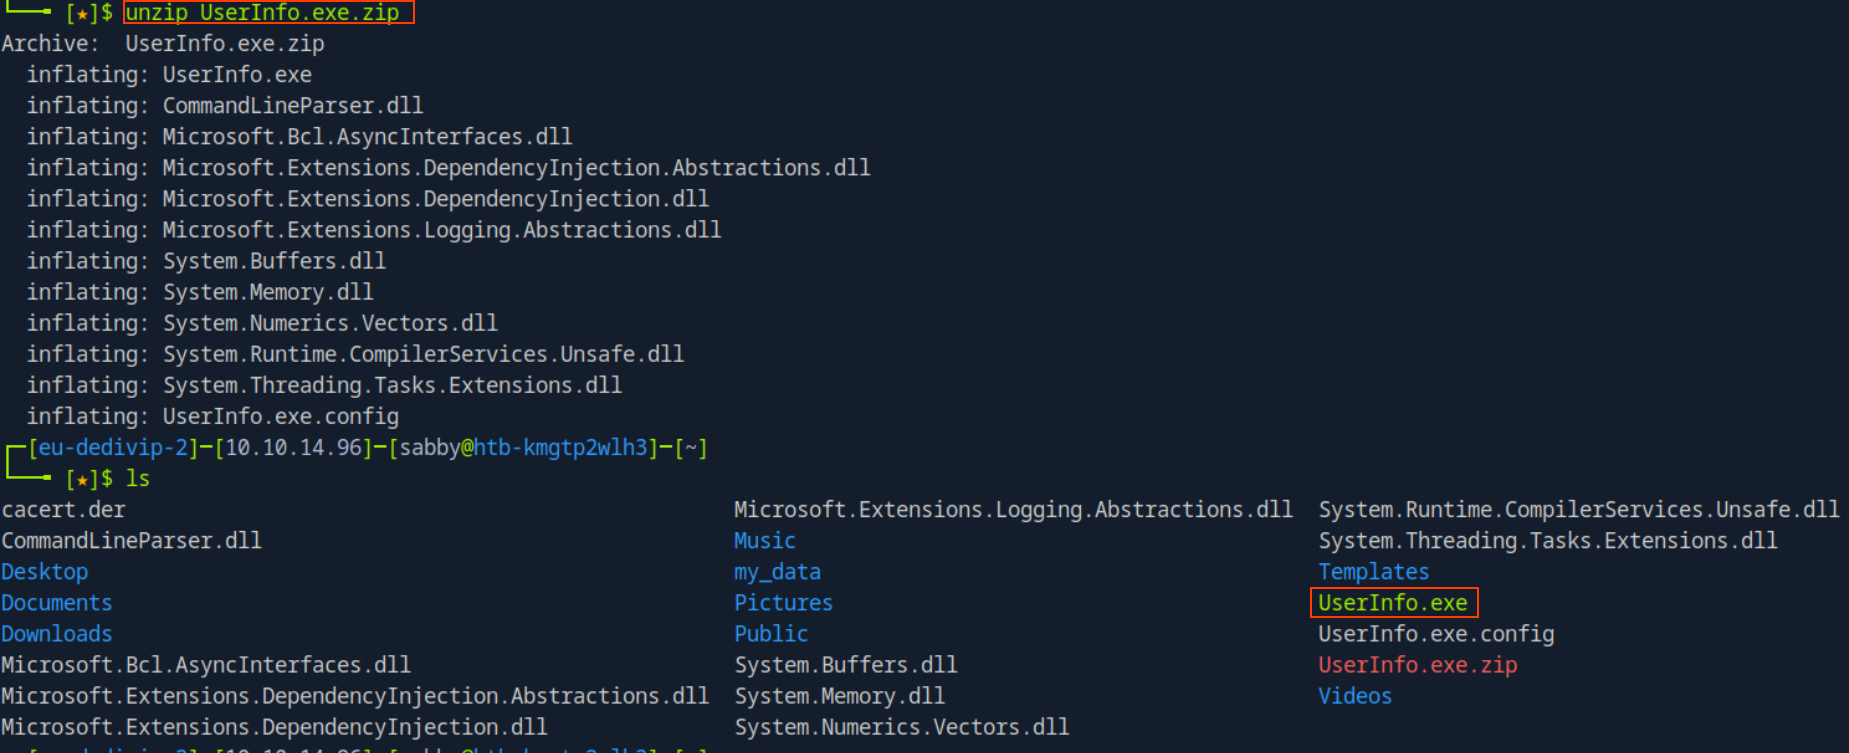 [★]$ unzip UserInfo.exe.zip
Archive:  UserInfo.exe.zip
  inflating: UserInfo.exe
  inflating: CommandLineParser.dll
  inflating: Microsoft.Bcl.AsyncInterfaces.dll
  inflating: Microsoft.Extensions.DependencyInjection.Abstractions.dll
  inflating: Microsoft.Extensions.DependencyInjection.dll
  inflating: Microsoft.Extensions.Logging.Abstractions.dll
  inflating: System.Buffers.dll
  inflating: System.Memory.dll
  inflating: System.Numerics.Vectors.dll
  inflating: System.Runtime.CompilerServices.Unsafe.dll
  inflating: System.Threading.Tasks.Extensions.dll
  inflating: UserInfo.exe.config
[eu-dedivip-2]─[10.10.14.96]─[sabby@htb-kmgtp2wlh3]─[~]
[★]$ ls
cacert.der  Microsoft.Extensions.Logging.Abstractions.dll  System.Runtime.CompilerServices.Unsafe.dll
CommandLineParser.dll  Music  System.Threading.Tasks.Extensions.dll
Desktop  my_data  Templates
Documents  Pictures  UserInfo.exe
Downloads  Public  UserInfo.exe.config
Microsoft.Bcl.AsyncInterfaces.dll  System.Buffers.dll  UserInfo.exe.zip
Microsoft.Extensions.DependencyInjection.Abstractions.dll  System.Memory.dll  Videos
Microsoft.Extensions.DependencyInjection.dll  System.Numerics.Vectors.dll